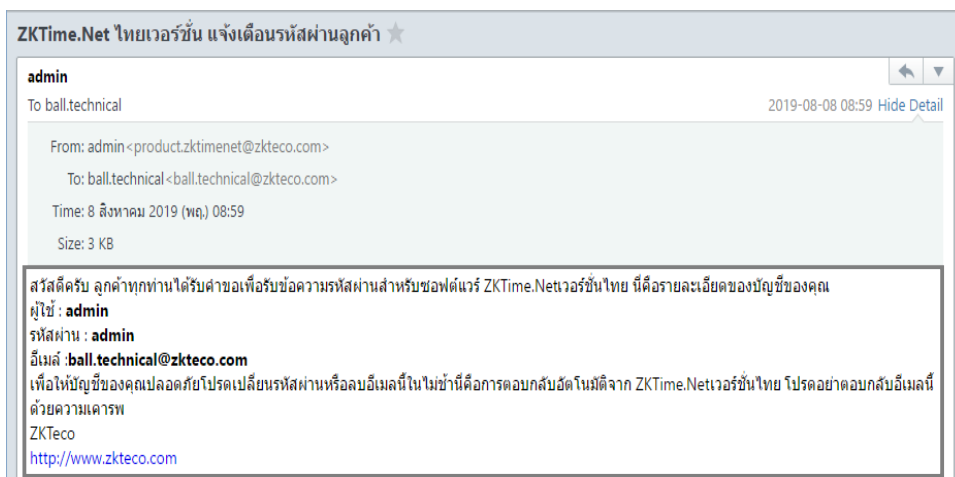 ZKTime.Net ไทยเวอร์ชั่น แจ้งเตือนรหัสผ่านลูกค้า
admin
To ball.technical
2019-08-08 08:59 Hide Detail
From: admin<product.zktimenet@zkteco.com>
To: ball.technical<ball.technical@zkteco.com>
Time: 8 สิงหาคม 2019 (พฤ.) 08:59
Size: 3 KB
สวัสดีครับ ลูกค้าทุกท่านได้รับคำขอเพื่อรับข้อความรหัสผ่านสำหรับซอฟต์แวร์ ZKTime.Netเวอร์ชั่นไทย นี่คือรายละเอียดของบัญชีของคุณ
ผู้ใช้ : admin
รหัสผ่าน : admin
อีเมล์ :ball.technical@zkteco.com
เพื่อให้บัญชีของคุณปลอดภัยโปรดเปลี่ยนรหัสผ่านหรือลบอีเมลนี้ในไม่ช้านี่คือการตอบกลับอัตโนมัติจาก ZKTime.Netเวอร์ชั่นไทย โปรดอย่าตอบกลับอีเมลนี้
ด้วยความเคารพ
ZKTeco
http://www.zkteco.com